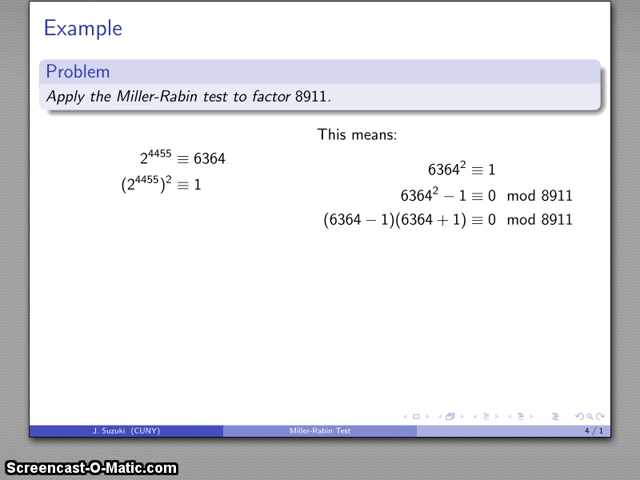 Example
Problem
Apply the Miller-Rabin test to factor 8911.
2^4455 ≡ 6364
(2^4455)^2 ≡ 1
This means:
6364^2 ≡ 1
6364^2 − 1 ≡ 0 mod 8911
(6364 − 1)(6364 + 1) ≡ 0 mod 8911
J. Suzuki (CUNY) Miller-Rabin Test 4 / 1
Screencast-O-Matic.com